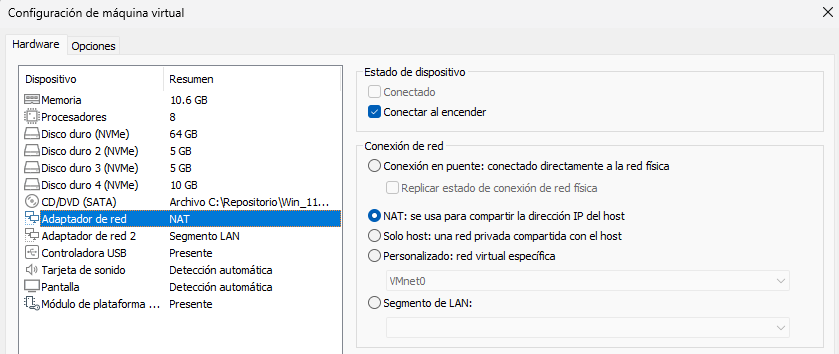 Configuración de máquina virtual
Hardware
Opciones
Dispositivo Resumen
Memoria 10.6 GB
Procesadores 8
Disco duro (NVMe) 64 GB
Disco duro 2 (NVMe) 5 GB
Disco duro 3 (NVMe) 5 GB
Disco duro 4 (NVMe) 10 GB
CD/DVD (SATA) Archivo C:\Repositorio\Win_11...
Adaptador de red NAT
Adaptador de red 2 Segmento LAN
Controladora USB Presente
Tarjeta de sonido Detección automática
Pantalla Detección automática
Módulo de plataforma ... Presente
Estado de dispositivo
Conectado
Conectar al encender
Conexión de red
Conexión en puente: conectado directamente a la red física
Replicar estado de conexión de red física
NAT: se usa para compartir la dirección IP del host
Solo host: una red privada compartida con el host
Personalizado: red virtual específica
VMnet0
Segmento de LAN: